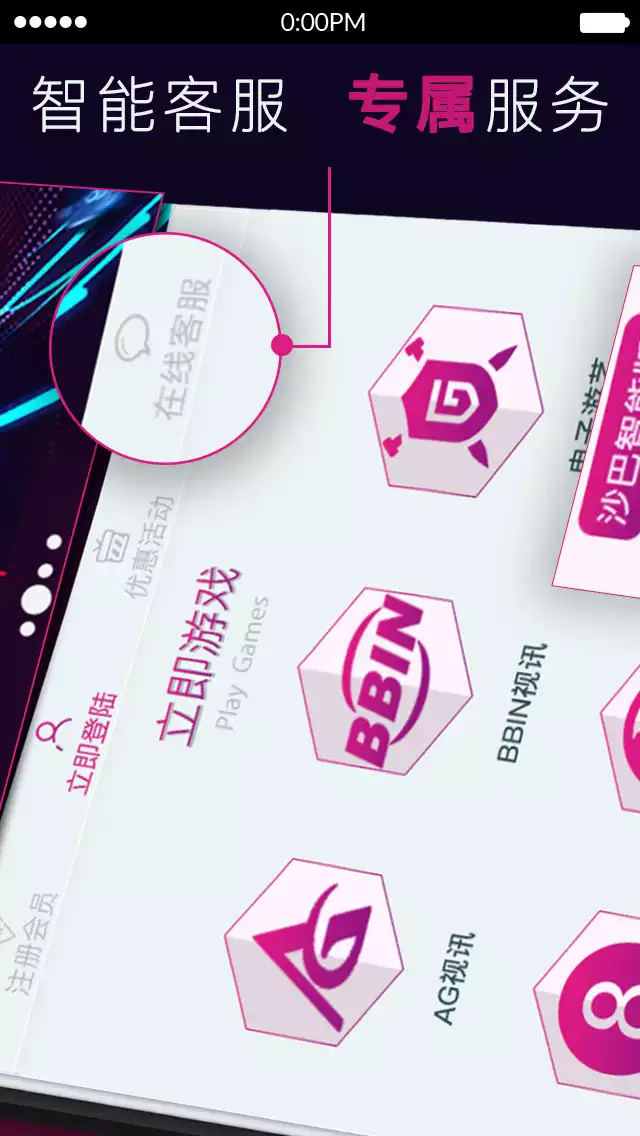 0:00PM
智能客服 专属服务
在线客服
优惠活动
立即登陆
注册会员
立即游戏
Play Games
G
BBIN
BBIN视讯
AG视讯
8
沙巴智能